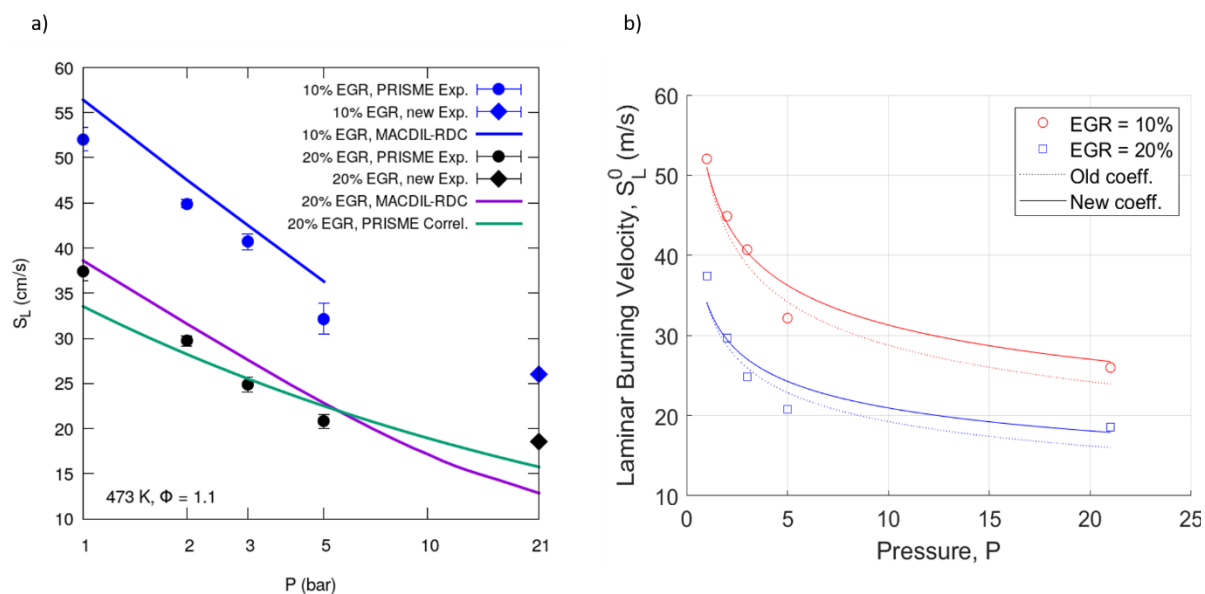 a)
60
55
50
45
40
35
30
25
20
15
10
S_L (cm/s)
10% EGR, PRISME Exp.
10% EGR, new Exp.
10% EGR, MACDIL-RDC
20% EGR, PRISME Exp.
20% EGR, new Exp.
20% EGR, MACDIL-RDC
20% EGR, PRISME Correl.
473 K, Φ = 1.1
1 2 3 5 10 21
P (bar)
b)
60
50
40
30
20
10
Laminar Burning Velocity, S_L^0 (m/s)
EGR = 10%
EGR = 20%
Old coeff.
New coeff.
0 5 10 15 20 25
Pressure, P